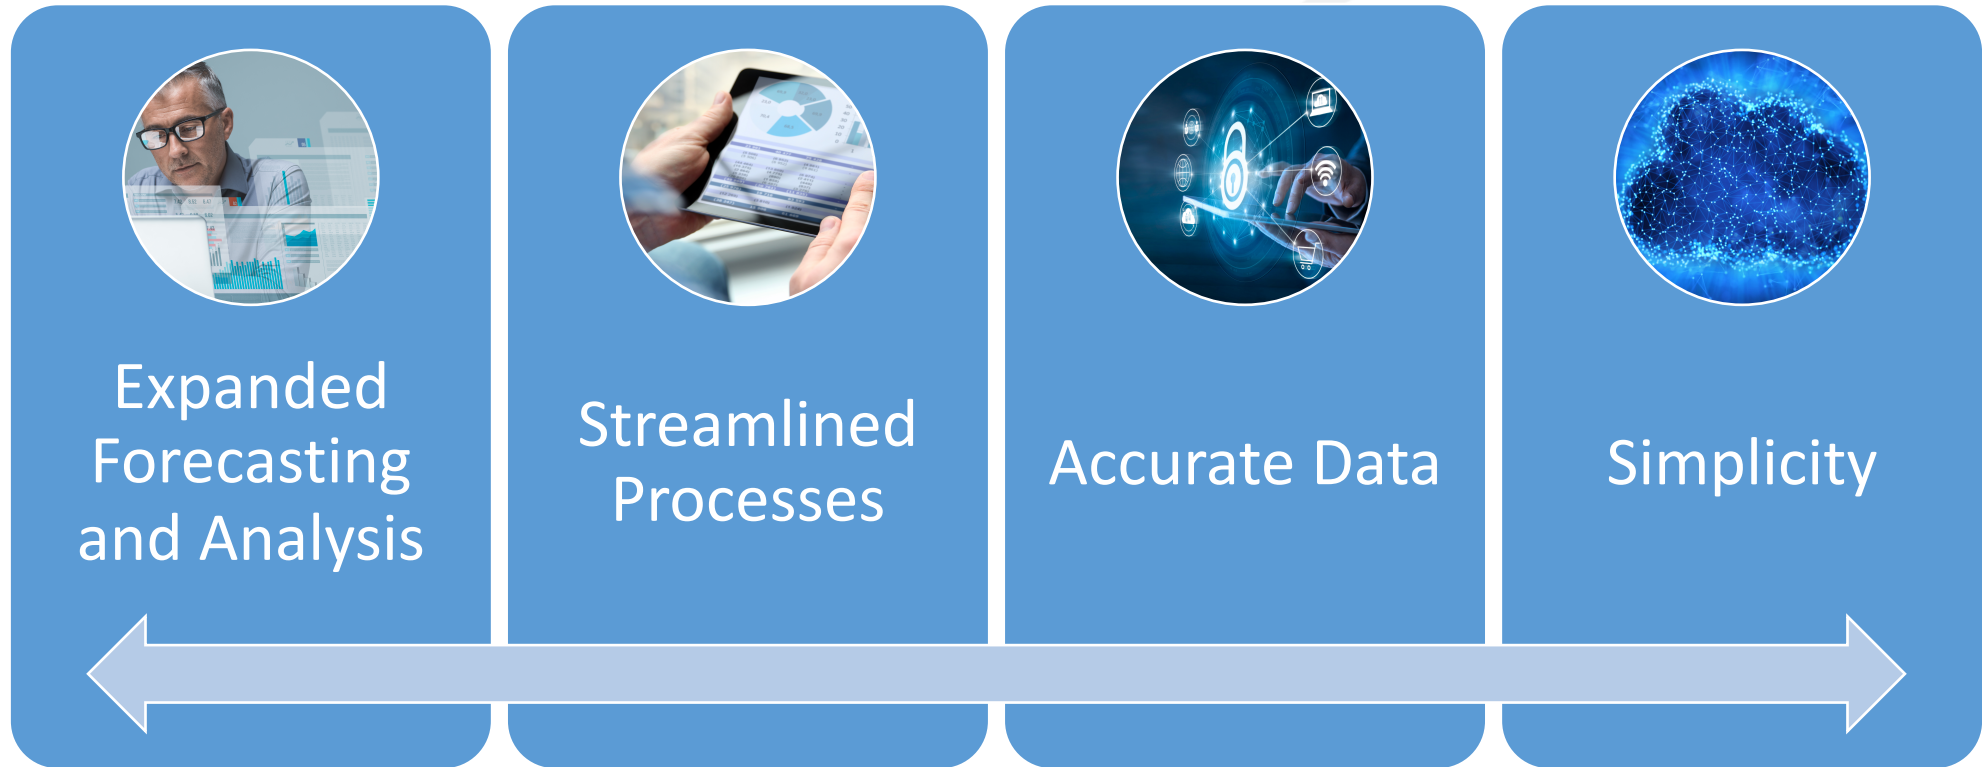 Expanded
Forecasting
and Analysis
Streamlined
Processes
Accurate Data
Simplicity